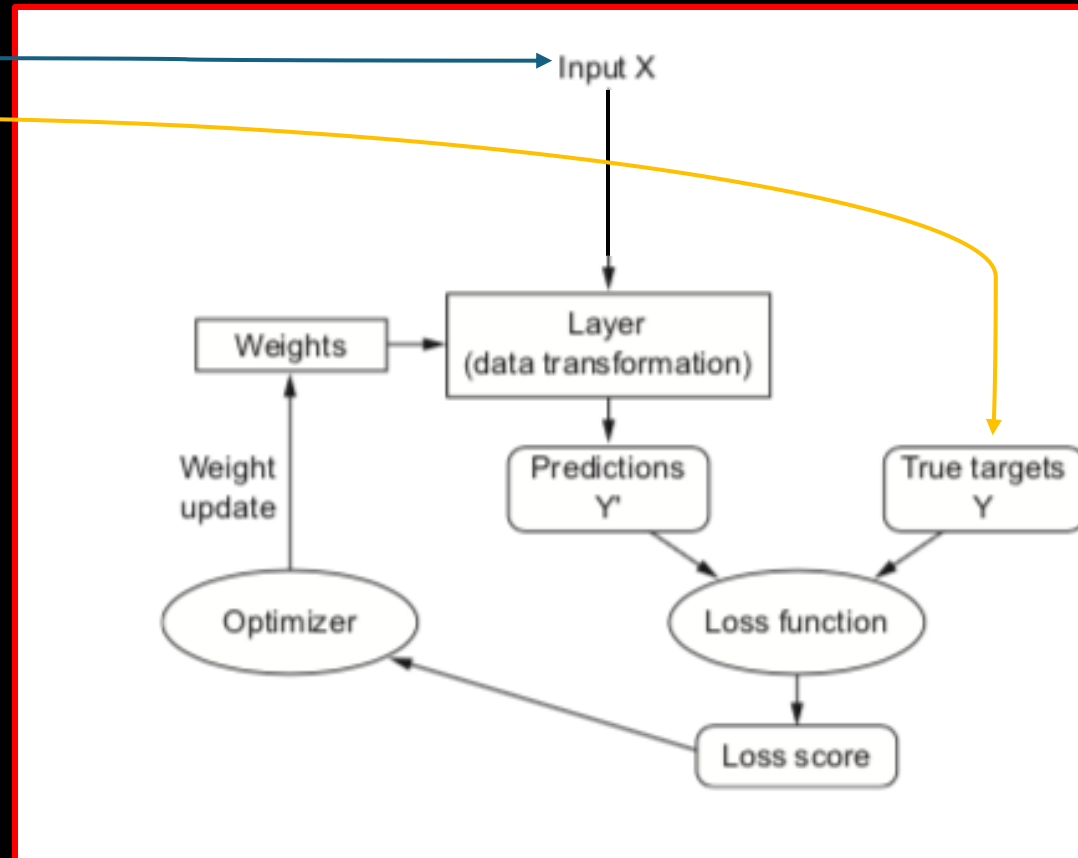 Input X
Layer
(data transformation)
Weights
Predictions
Y'
True targets
Y
Weight
update
Optimizer
Loss function
Loss score